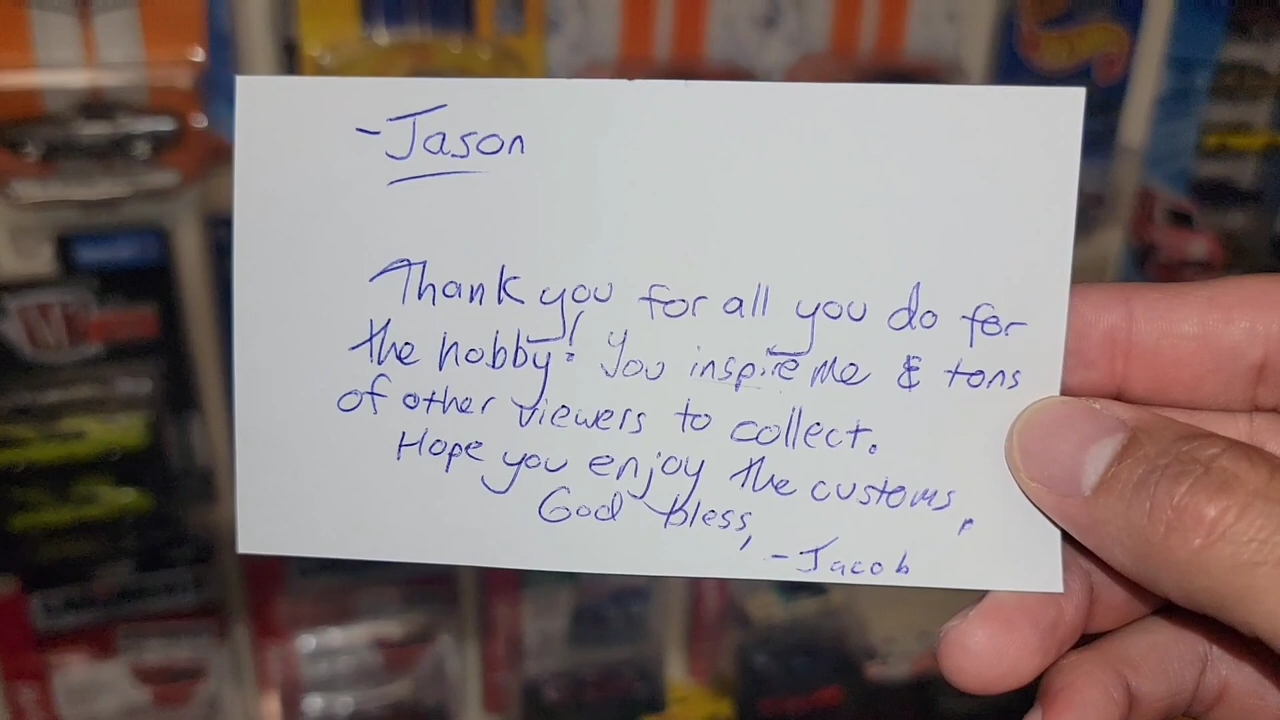 -Jason
Thank you for all you do for
the hobby! You inspire me & tons
of other viewers to collect.
Hope you enjoy the customs,
God bless,
-Jacob